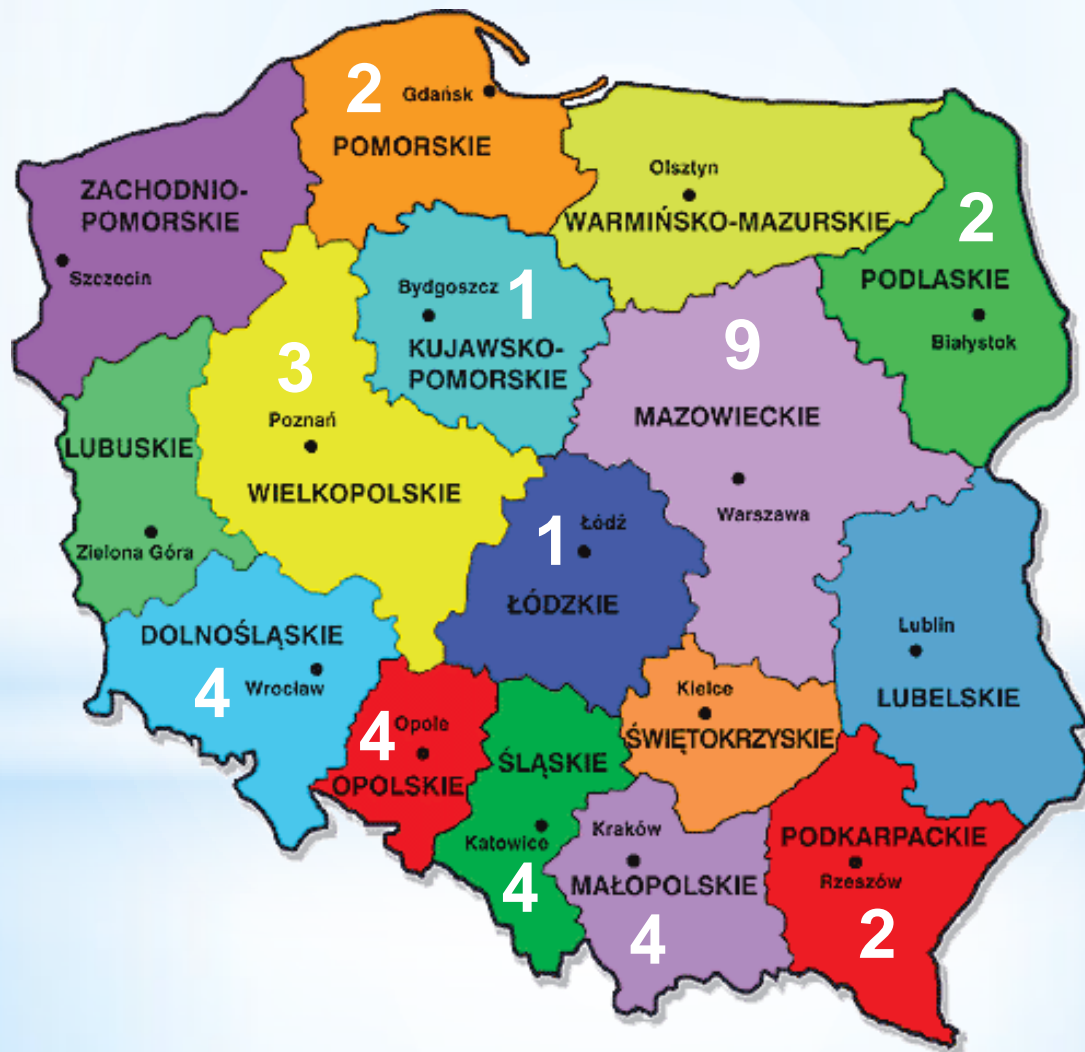 2
Gdańsk
POMORSKIE
ZACHODNIO-
POMORSKIE
Szczecin
Olsztyn
WARMIŃSKO-MAZURSKIE
2
PODLASKIE
Białystok
Bydgoszcz 1
KUJAWSKO-
POMORSKIE
3
Poznań
WIELKOPOLSKIE
9
MAZOWIECKIE
Warszawa
LUBUSKIE
Zielona Góra
1
Łódź
ŁÓDZKIE
DOLNOŚLĄSKIE
4
Wrocław
Lublin
LUBELSKIE
4
Opole
OPOLSKIE
ŚLĄSKIE
Katowice
4
Kielce
ŚWIĘTOKRZYSKIE
Kraków
MAŁOPOLSKIE
4
PODKARPACKIE
Rzeszów
2